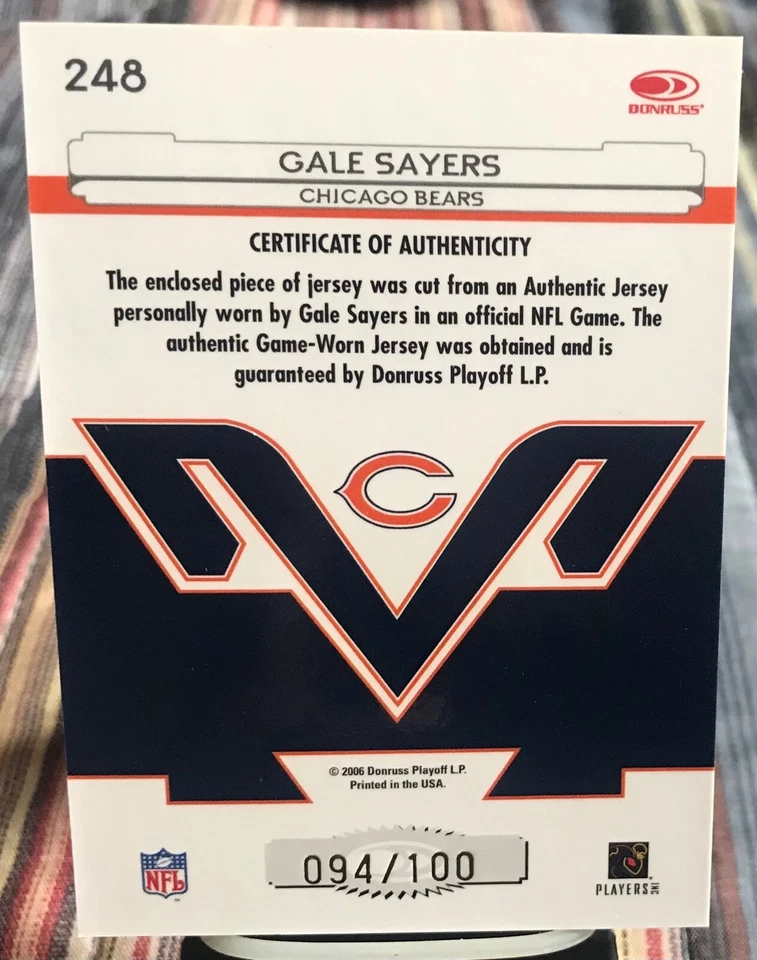 248
DONRUSS®
GALE SAYERS
CHICAGO BEARS
CERTIFICATE OF AUTHENTICITY
The enclosed piece of jersey was cut from an Authentic Jersey
personally worn by Gale Sayers in an official NFL Game. The
authentic Game-Worn Jersey was obtained and is
guaranteed by Donruss Playoff L.P.
C
© 2006 Donruss Playoff L.P.
Printed in the USA.
NFL
094/100
PLAYERS INC